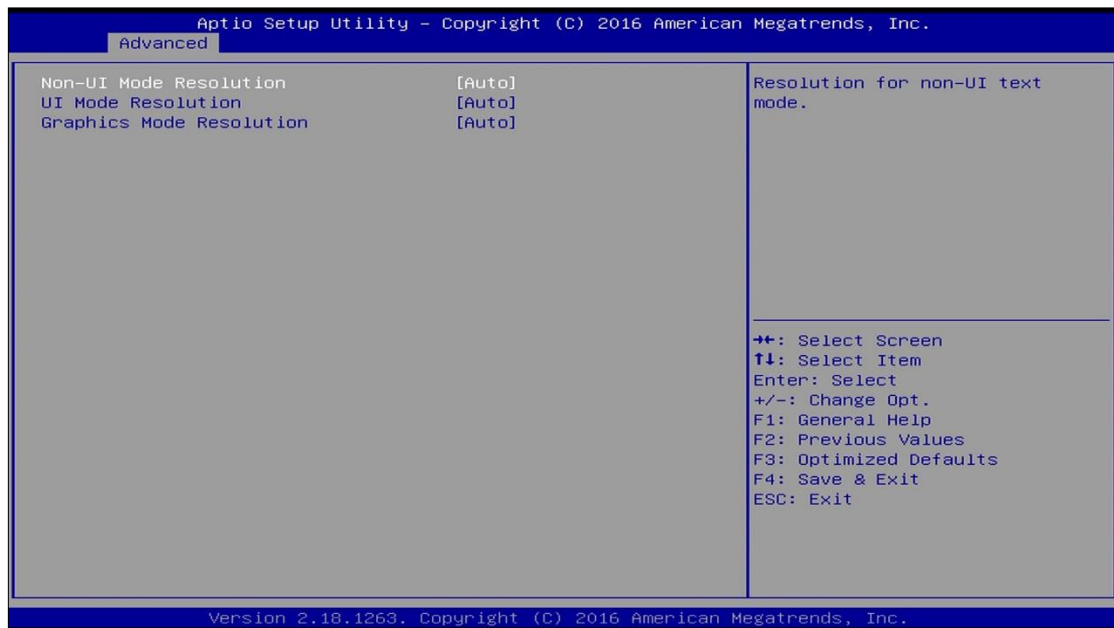 Aptio Setup Utility – Copyright (C) 2016 American Megatrends, Inc.
Advanced
Non-UI Mode Resolution [Auto]
UI Mode Resolution [Auto]
Graphics Mode Resolution [Auto]
Resolution for non-UI text
mode.
→←: Select Screen
↑↓: Select Item
Enter: Select
+/-: Change Opt.
F1: General Help
F2: Previous Values
F3: Optimized Defaults
F4: Save & Exit
ESC: Exit
Version 2.18.1263. Copyright (C) 2016 American Megatrends, Inc.